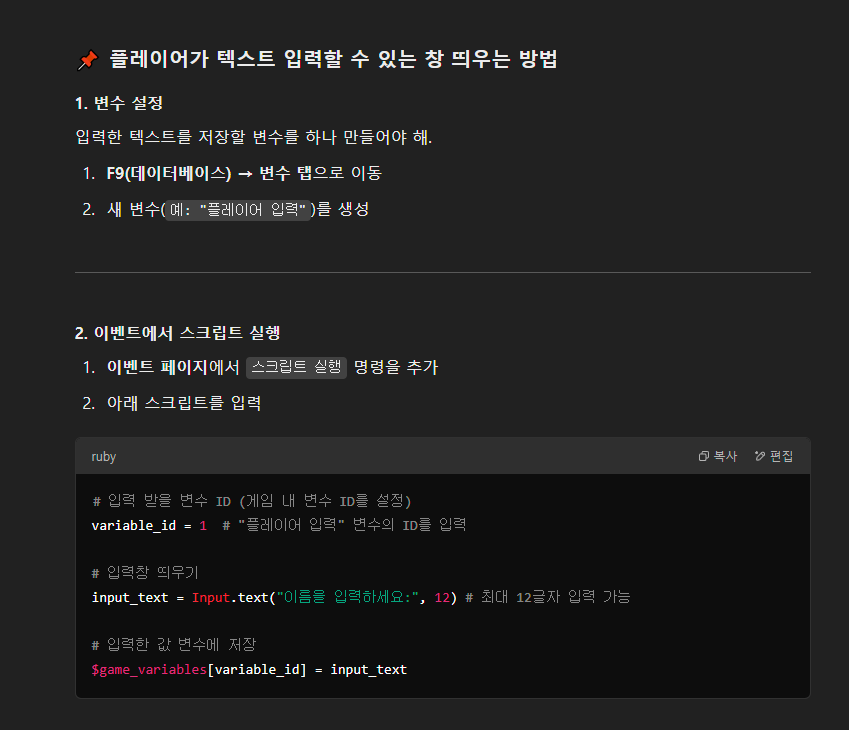 📌 플레이어가 텍스트 입력할 수 있는 창 띄우는 방법
1. 변수 설정
입력한 텍스트를 저장할 변수를 하나 만들어야 해.
1. F9(데이터베이스) → 변수 탭으로 이동
2. 새 변수(예: "플레이어 입력")를 생성
2. 이벤트에서 스크립트 실행
1. 이벤트 페이지에서 스크립트 실행 명령을 추가
2. 아래 스크립트를 입력
ruby 복사 편집
# 입력 받을 변수 ID (게임 내 변수 ID를 설정)
variable_id = 1  # "플레이어 입력" 변수의 ID를 입력
# 입력창 띄우기
input_text = Input.text("이름을 입력하세요:", 12) # 최대 12글자 입력 가능
# 입력한 값 변수에 저장
$game_variables[variable_id] = input_text